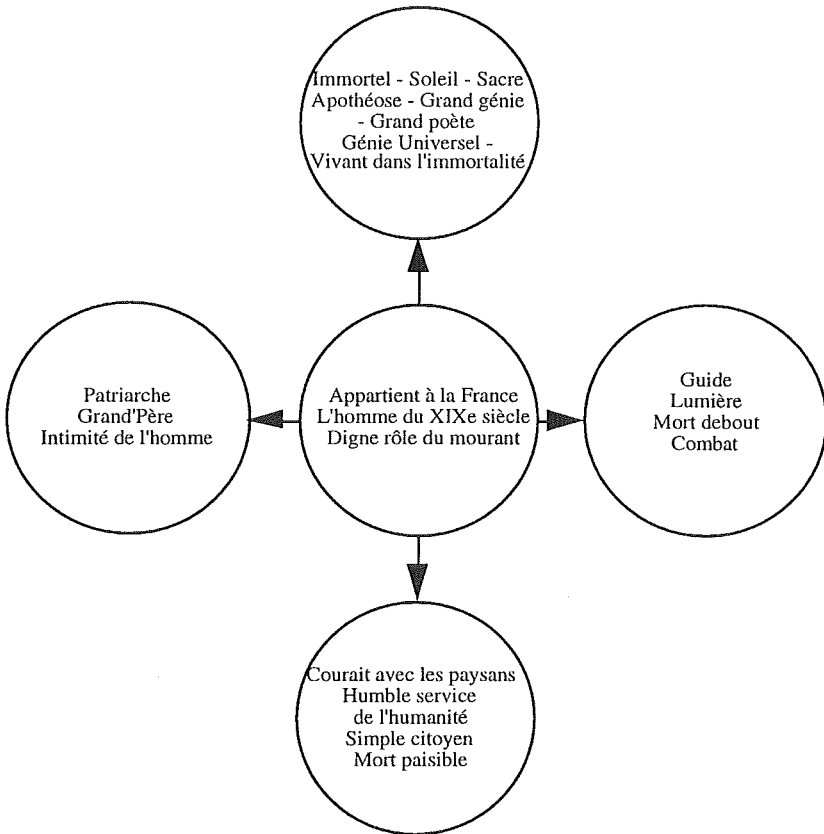 Immortel - Soleil - Sacre
Apothéose - Grand génie
- Grand poète
Génie Universel -
Vivant dans l'immortalité
Patriarche
Grand'Père
Intimité de l'homme
Appartient à la France
L'homme du XIXe siècle
Digne rôle du mourant
Guide
Lumière
Mort debout
Combat
Courait avec les paysans
Humble service
de l'humanité
Simple citoyen
Mort paisible